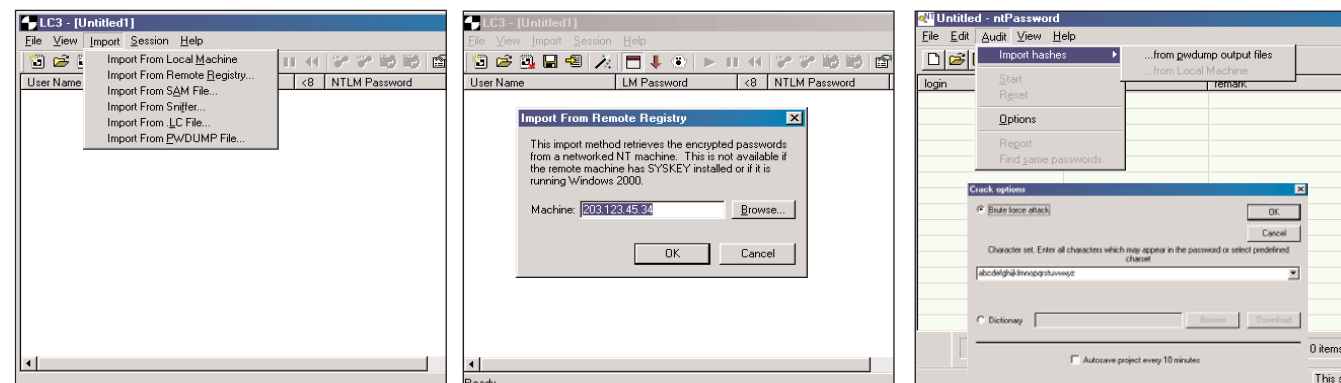 LC3 - [Untitled1]
File View Import Session Help
Import From Local Machine
Import From Remote Registry...
Import From SAM File...
Import From Sniffer...
Import From .LC File...
Import From PWDUMP File...
User Name <8 NTLM Password
LC3 - [Untitled1]
File View Import Session Help
User Name LM Password <8 NTLM Password
Import From Remote Registry
This import method retrieves the encrypted passwords
from a networked NT machine. This is not available if
the remote machine has SYSKEY installed or if it is
running Windows 2000.
Machine: 203.123.45.34 Browse...
OK Cancel
Ready
Untitled - ntPassword
File Edit Audit View Help
Import hashes
...from pwdump output files
...from Local Machine
Start
Reset
Options
Report
Find same passwords
login remark
Crack options
Brute force attack
OK
Cancel
Character set. Enter all characters which may appear in the password or select predefined
charset
abcdefghijklmnopqrstuvwxyz
Dictionary Browse Download
Autosave project every 10 minutes
0 items
This